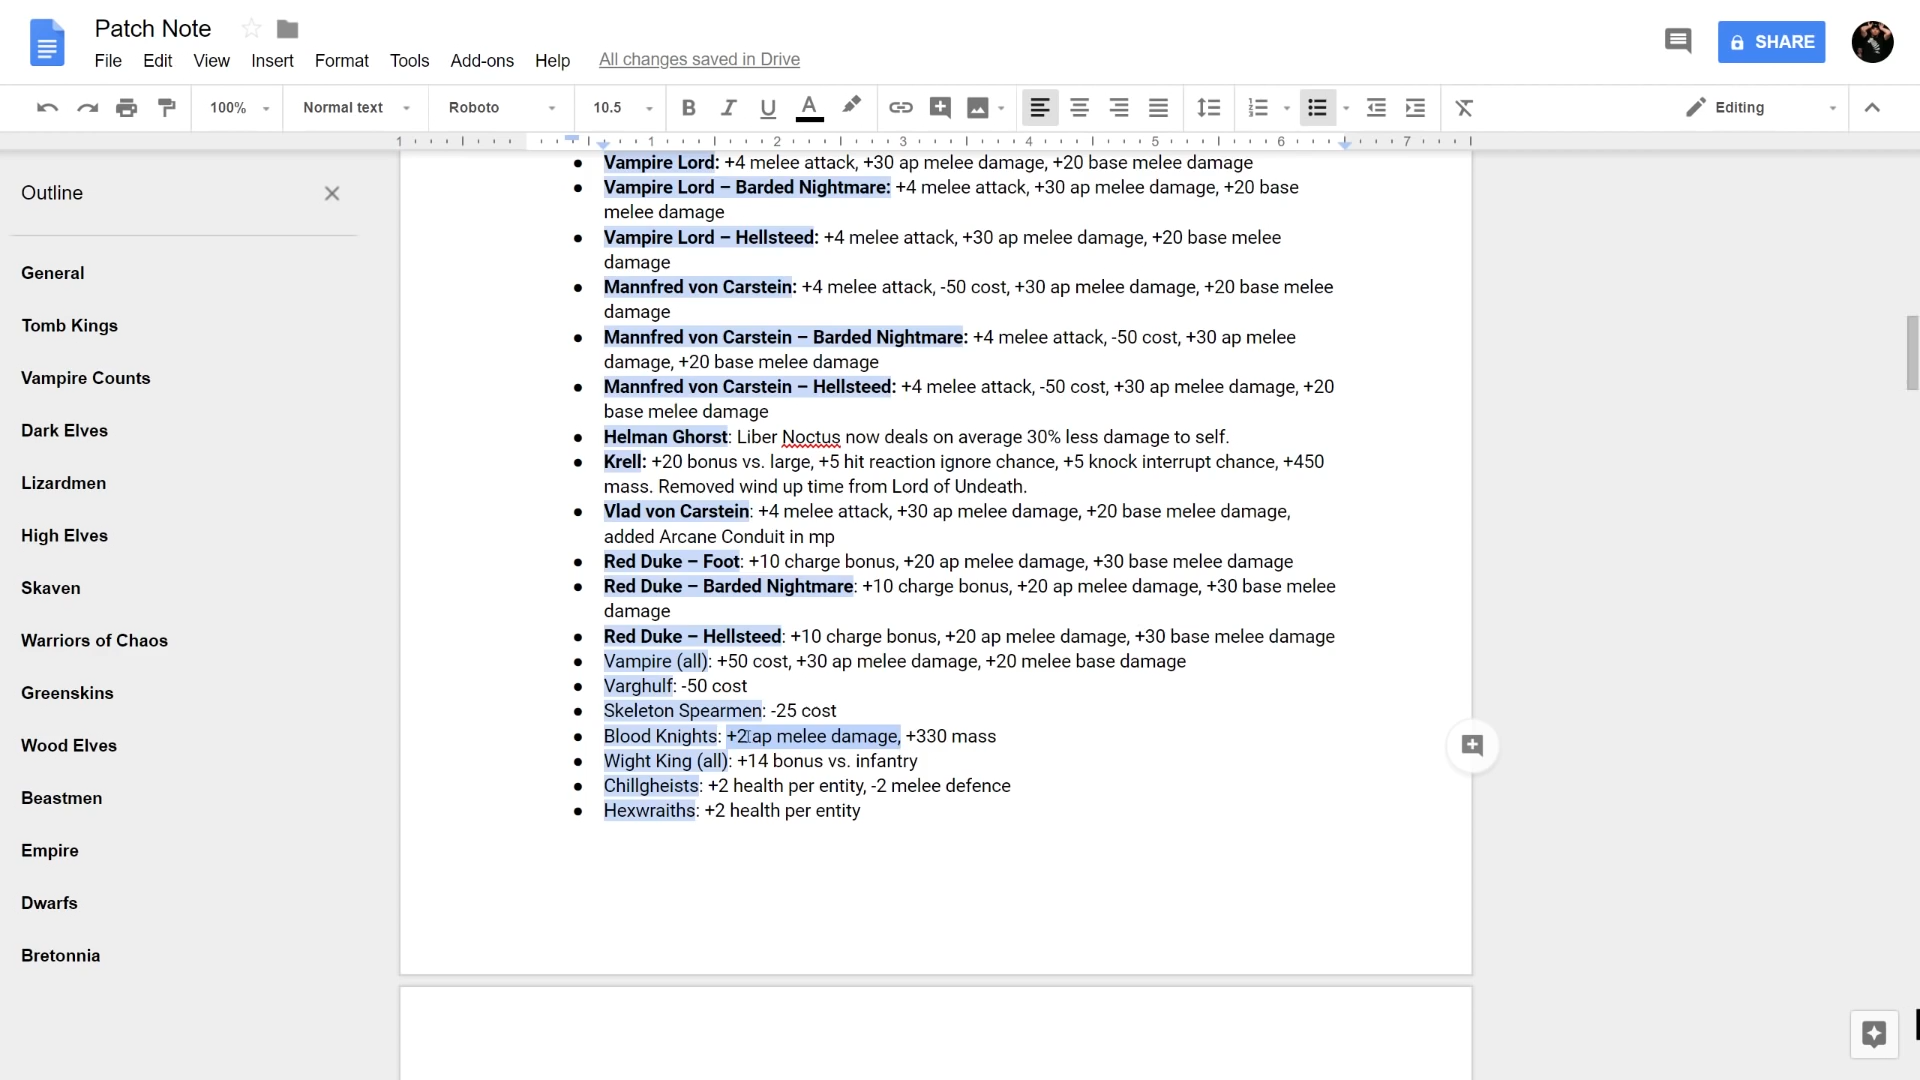 Patch Note
File Edit View Insert Format Tools Add-ons Help All changes saved in Drive
SHARE
100% Normal text Roboto 10.5 B I U A Editing
1 1 2 3 4 5 6 7
Outline
General
Tomb Kings
Vampire Counts
Dark Elves
Lizardmen
High Elves
Skaven
Warriors of Chaos
Greenskins
Wood Elves
Beastmen
Empire
Dwarfs
Bretonnia
● Vampire Lord: +4 melee attack, +30 ap melee damage, +20 base melee damage
● Vampire Lord – Barded Nightmare: +4 melee attack, +30 ap melee damage, +20 base
melee damage
● Vampire Lord – Hellsteed: +4 melee attack, +30 ap melee damage, +20 base melee
damage
● Mannfred von Carstein: +4 melee attack, -50 cost, +30 ap melee damage, +20 base melee
damage
● Mannfred von Carstein – Barded Nightmare: +4 melee attack, -50 cost, +30 ap melee
damage, +20 base melee damage
● Mannfred von Carstein – Hellsteed: +4 melee attack, -50 cost, +30 ap melee damage, +20
base melee damage
● Helman Ghorst: Liber Noctus now deals on average 30% less damage to self.
● Krell: +20 bonus vs. large, +5 hit reaction ignore chance, +5 knock interrupt chance, +450
mass. Removed wind up time from Lord of Undeath.
● Vlad von Carstein: +4 melee attack, +30 ap melee damage, +20 base melee damage,
added Arcane Conduit in mp
● Red Duke – Foot: +10 charge bonus, +20 ap melee damage, +30 base melee damage
● Red Duke – Barded Nightmare: +10 charge bonus, +20 ap melee damage, +30 base melee
damage
● Red Duke – Hellsteed: +10 charge bonus, +20 ap melee damage, +30 base melee damage
● Vampire (all): +50 cost, +30 ap melee damage, +20 melee base damage
● Varghulf: -50 cost
● Skeleton Spearmen: -25 cost
● Blood Knights: +2 ap melee damage, +330 mass
● Wight King (all): +14 bonus vs. infantry
● Chillgheists: +2 health per entity, -2 melee defence
● Hexwraiths: +2 health per entity